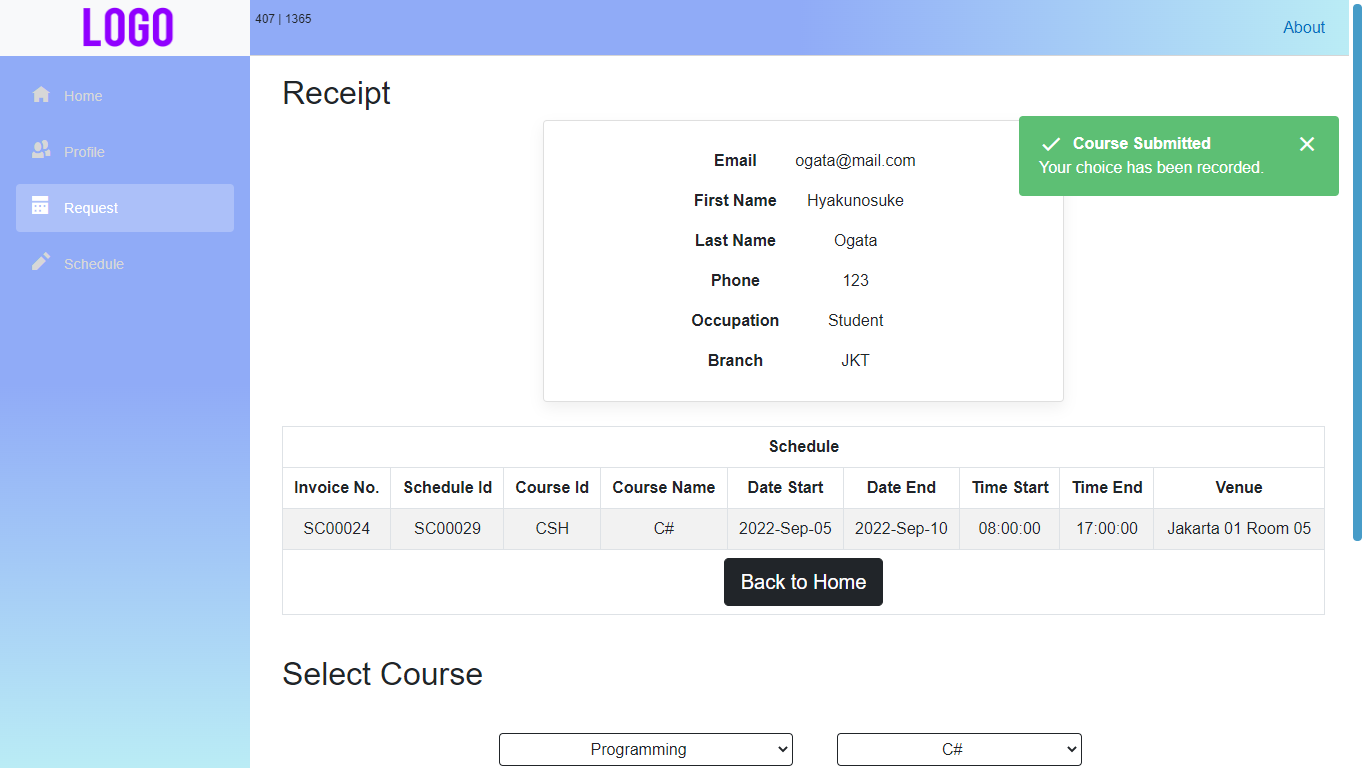 LOGO
407 | 1365
About
Home
Profile
Request
Schedule
Receipt
Course Submitted
Your choice has been recorded.
Email ogata@mail.com
First Name Hyakunosuke
Last Name Ogata
Phone 123
Occupation Student
Branch JKT
Schedule
Invoice No. Schedule Id Course Id Course Name Date Start Date End Time Start Time End Venue
SC00024 SC00029 CSH C# 2022-Sep-05 2022-Sep-10 08:00:00 17:00:00 Jakarta 01 Room 05
Back to Home
Select Course
Programming C#